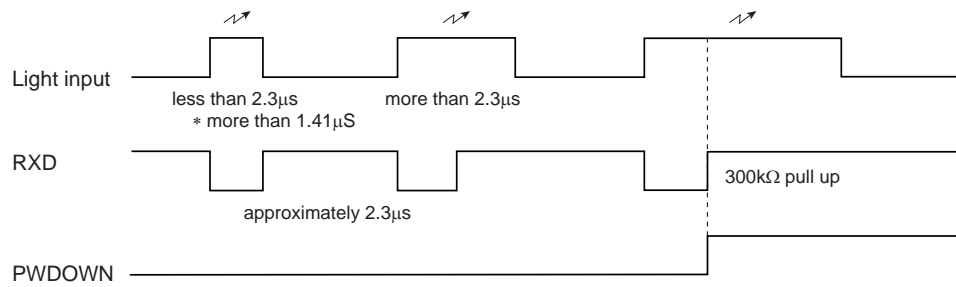 Light input
less than 2.3μs
* more than 1.41μS
more than 2.3μs
RXD
300kΩ pull up
approximately 2.3μs
PWDOWN